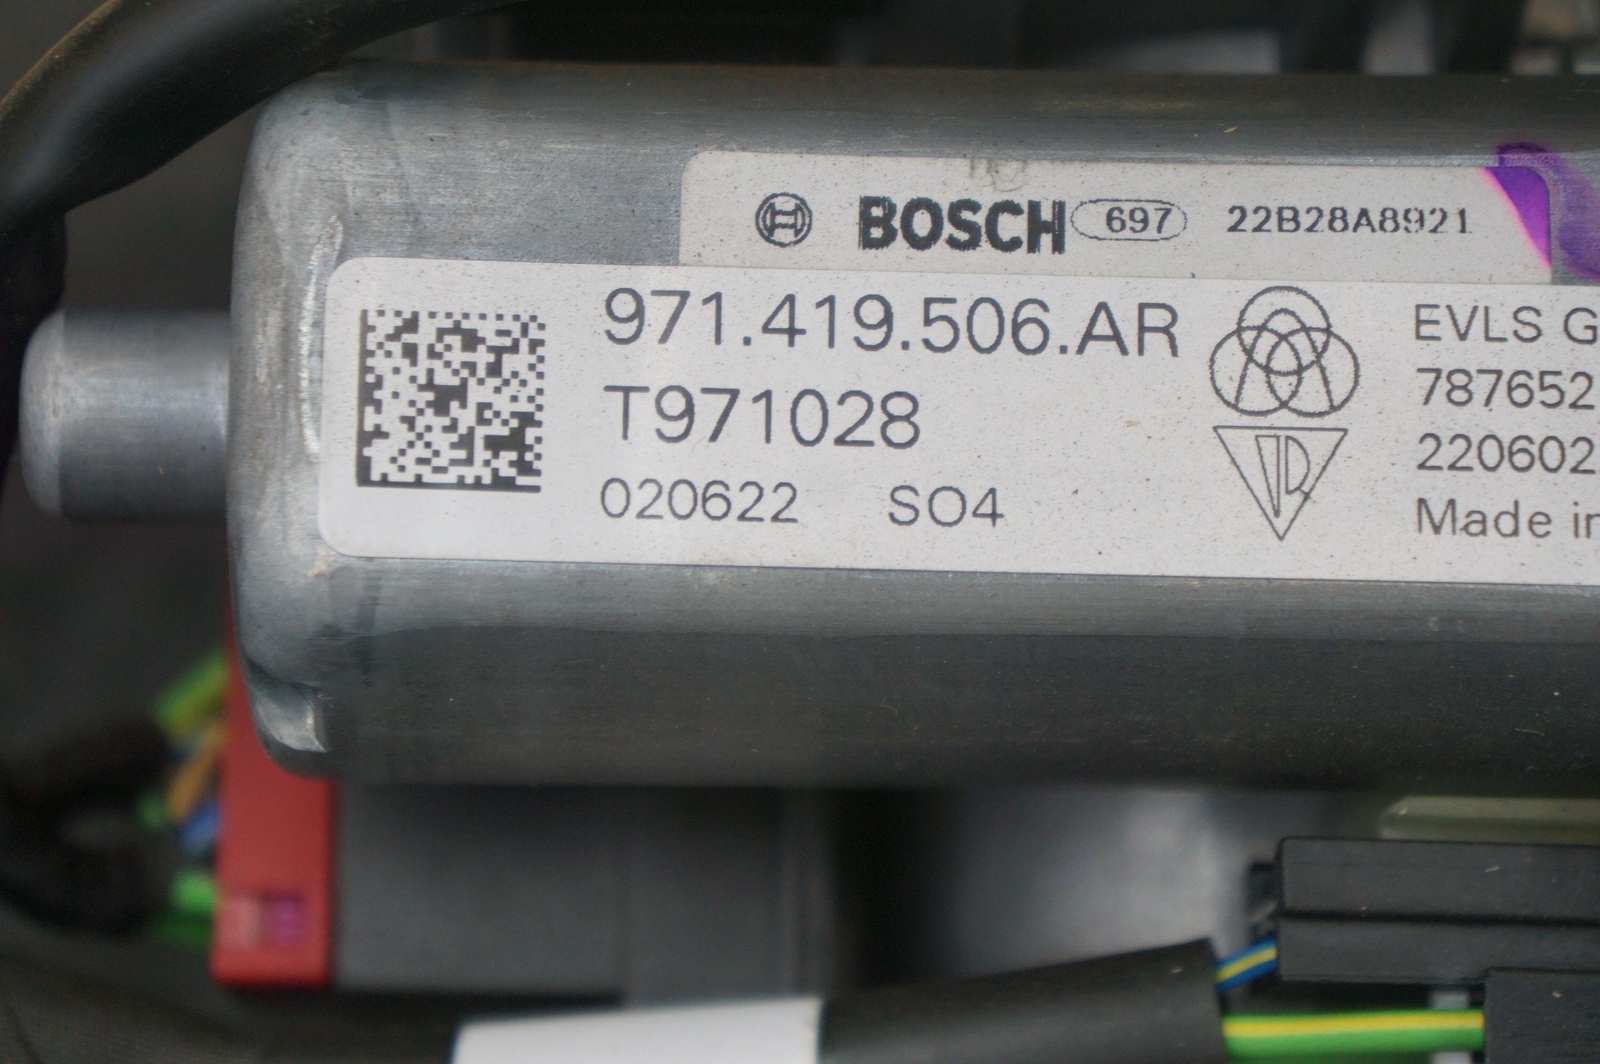 BOSCH 697 22B28A8921
971.419.506.AR
T971028
020622 SO4
EVLS G
787652
220602
Made in